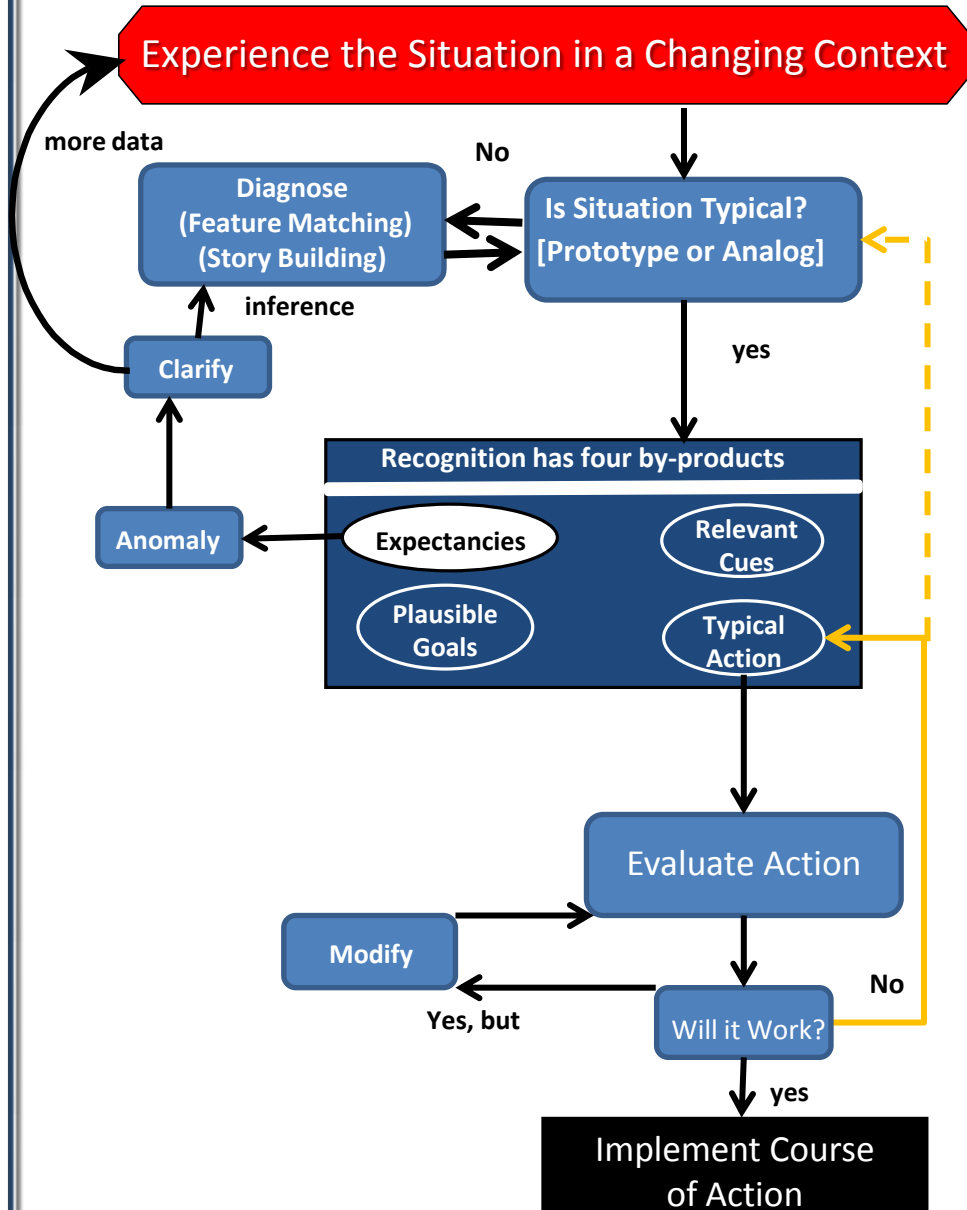 Experience the Situation in a Changing Context
more data
No
Diagnose
(Feature Matching)
(Story Building)
Is Situation Typical?
[Prototype or Analog]
inference
Clarify
yes
Recognition has four by-products
Anomaly
Expectancies
Relevant
Cues
Plausible
Goals
Typical
Action
Evaluate Action
Modify
No
Yes, but
Will it Work?
yes
Implement Course
of Action